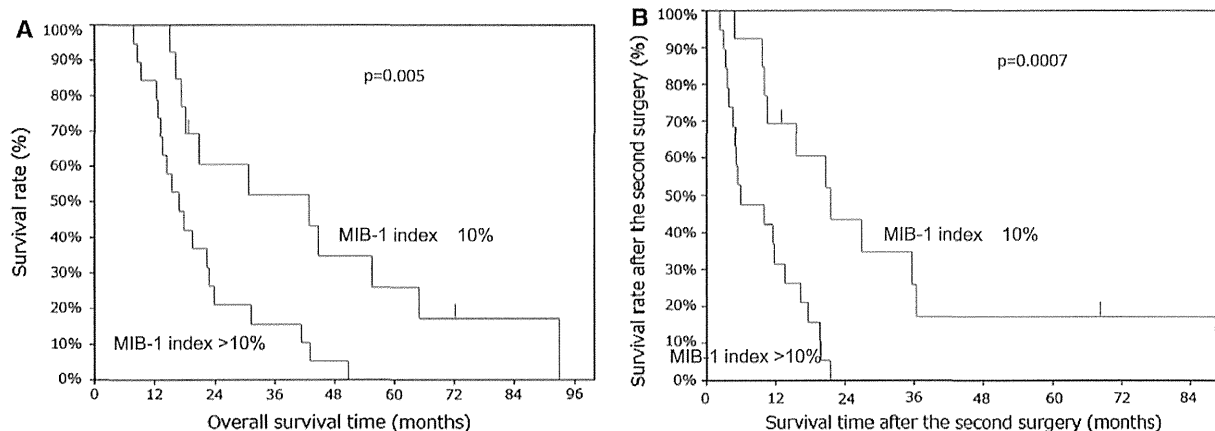 A
100%
90%
80%
70%
60%
50%
40%
30%
20%
10%
0%
Survival rate (%)
p=0.005
MIB-1 index 10%
MIB-1 index >10%
0 12 24 36 48 60 72 84 96
Overall survival time (months)
B
100%
90%
80%
70%
60%
50%
40%
30%
20%
10%
0%
Survival rate after the second surgery (%)
p=0.0007
MIB-1 index 10%
MIB-1 index >10%
0 12 24 36 48 60 72 84
Survival time after the second surgery (months)